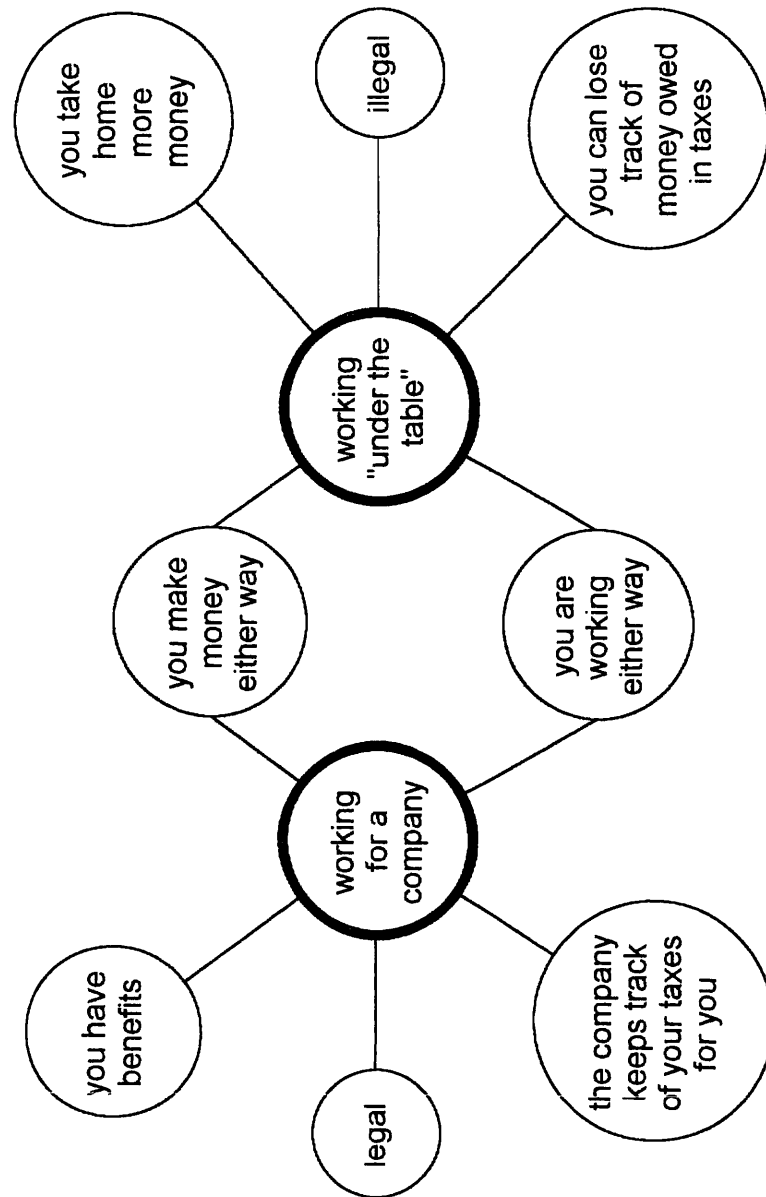 you have
benefits
legal
the company
keeps track
of your taxes
for you
working
for a
company
you make
money
either way
you are
working
either way
working
"under the
table"
you take
home
more
money
illegal
you can lose
track of
money owed
in taxes